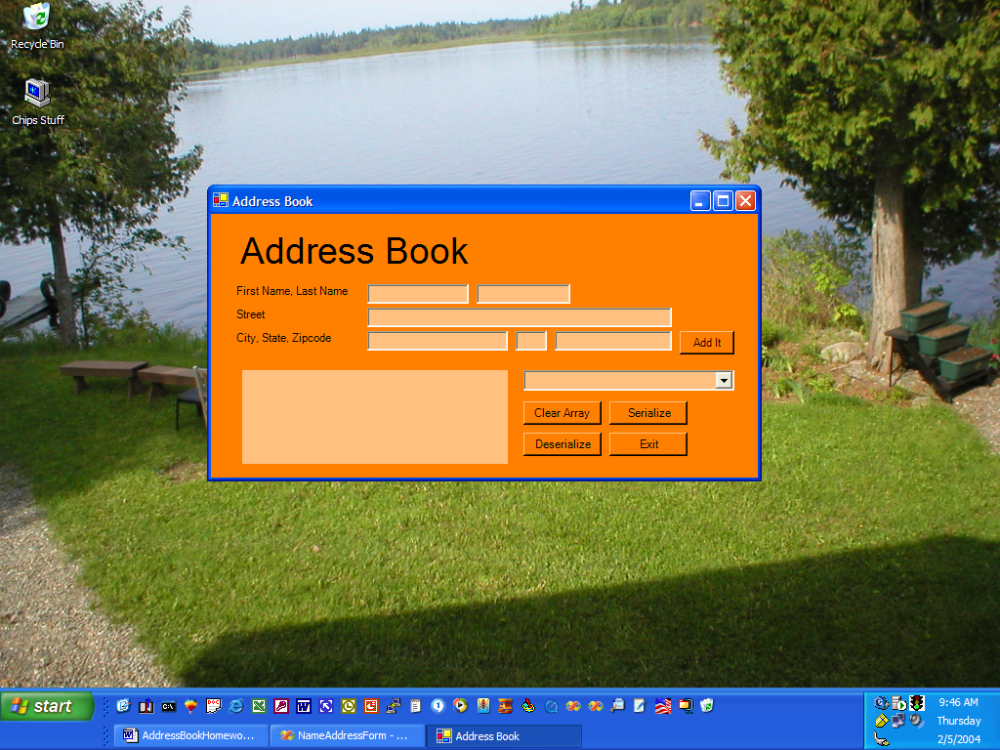 Recycle Bin
Chips Stuff
Address Book
Address Book
First Name, Last Name
Street
City, State, Zipcode
Add It
Clear Array
Serialize
Deserialize
Exit
start
9:46 AM
Thursday
2/5/2004
AddressBookHomewo...
NameAddressForm - ...
Address Book